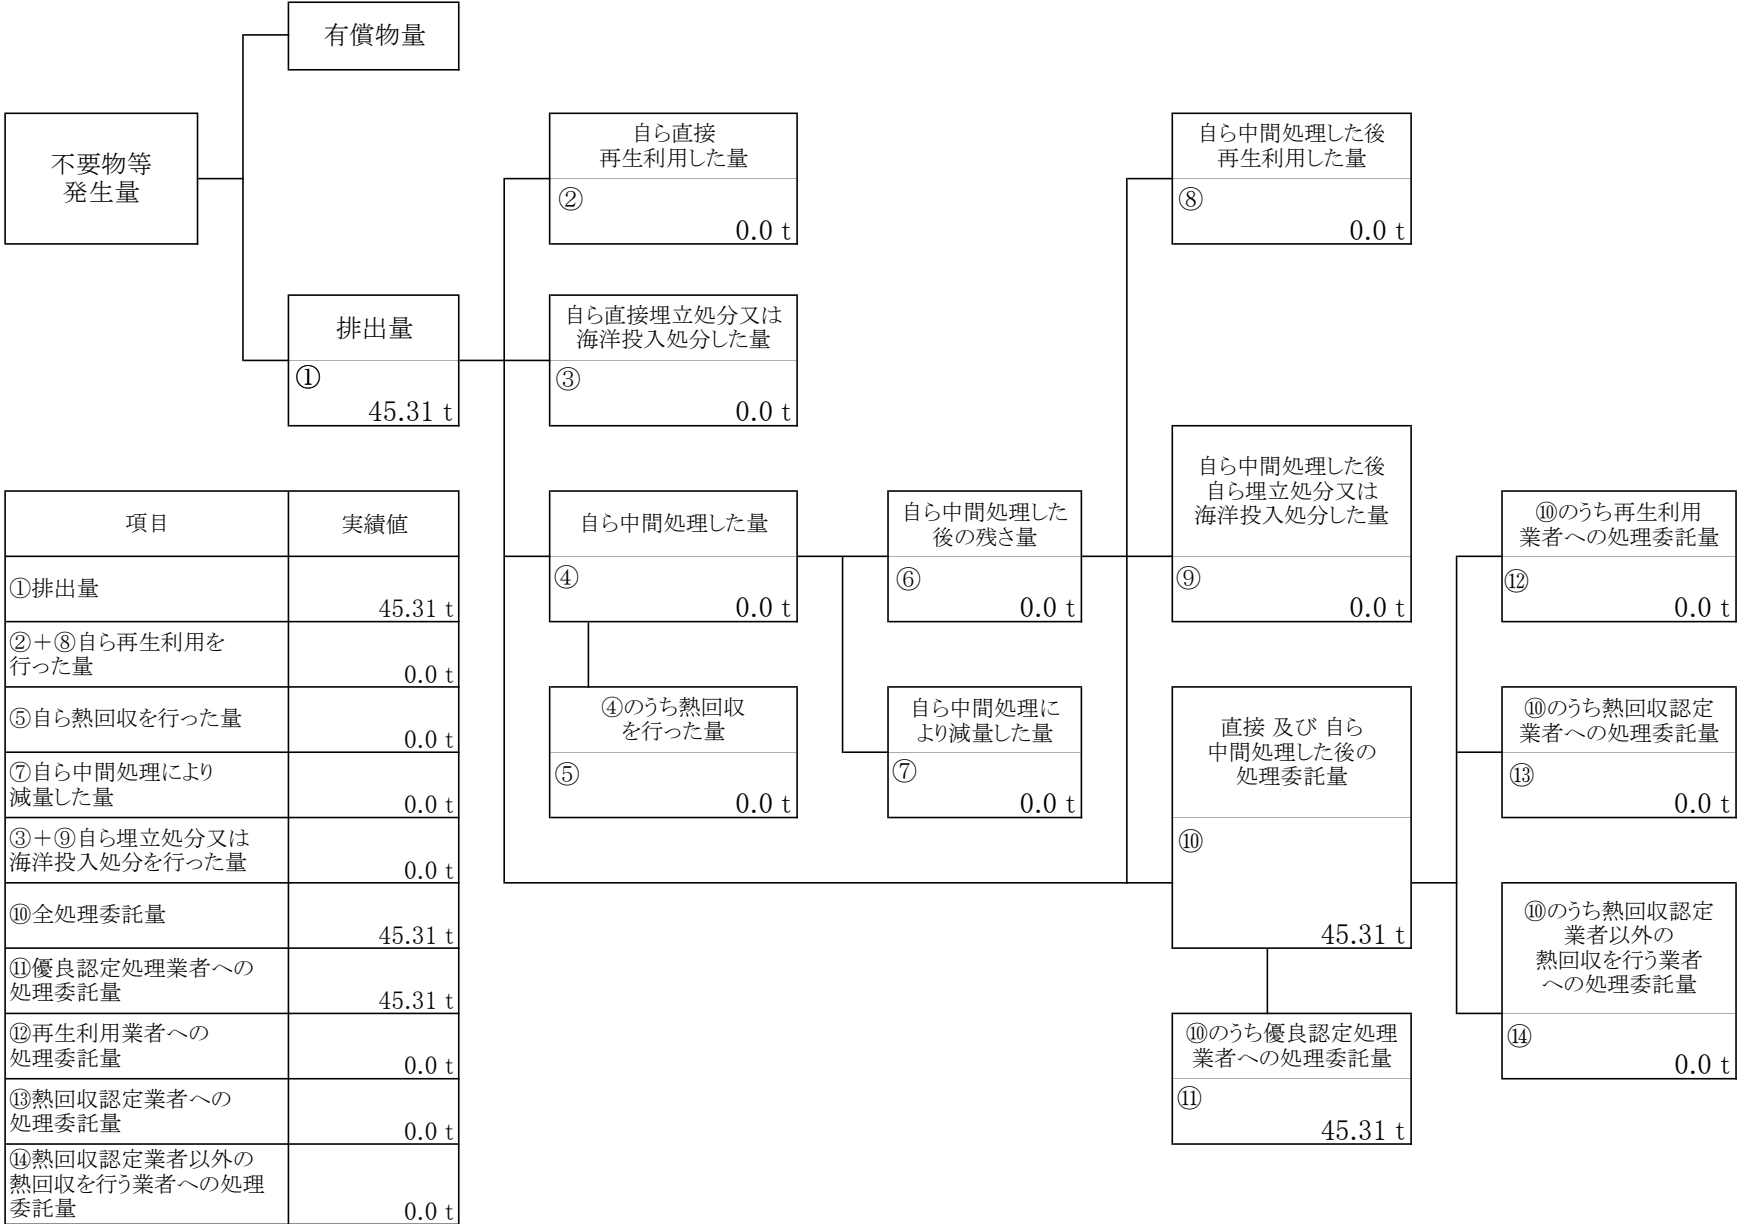 有償物量
不要物等
発生量
自ら直接
再生利用した量
②
0.0 t
自ら中間処理した後
再生利用した量
⑧
0.0 t
排出量
①
45.31 t
自ら直接埋立処分又は
海洋投入処分した量
③
0.0 t
自ら中間処理した量
④
0.0 t
自ら中間処理した
後の残さ量
⑥
0.0 t
自ら中間処理した後
自ら埋立処分又は
海洋投入処分した量
⑨
0.0 t
⑩のうち再生利用
業者への処理委託量
⑫
0.0 t
④のうち熱回収
を行った量
⑤
0.0 t
自ら中間処理に
より減量した量
⑦
0.0 t
直接 及び 自ら
中間処理した後の
処理委託量
⑩
45.31 t
⑩のうち熱回収認定
業者への処理委託量
⑬
0.0 t
⑩のうち熱回収認定
業者以外の
熱回収を行う業者
への処理委託量
⑭
0.0 t
⑩のうち優良認定処理
業者への処理委託量
⑪
45.31 t
項目 実績値
①排出量
45.31 t
②＋⑧自ら再生利用を
行った量
0.0 t
⑤自ら熱回収を行った量
0.0 t
⑦自ら中間処理により
減量した量
0.0 t
③＋⑨自ら埋立処分又は
海洋投入処分を行った量
0.0 t
⑩全処理委託量
45.31 t
⑪優良認定処理業者への
処理委託量
45.31 t
⑫再生利用業者への
処理委託量
0.0 t
⑬熱回収認定業者への
処理委託量
0.0 t
⑭熱回収認定業者以外の
熱回収を行う業者への処理
委託量
0.0 t